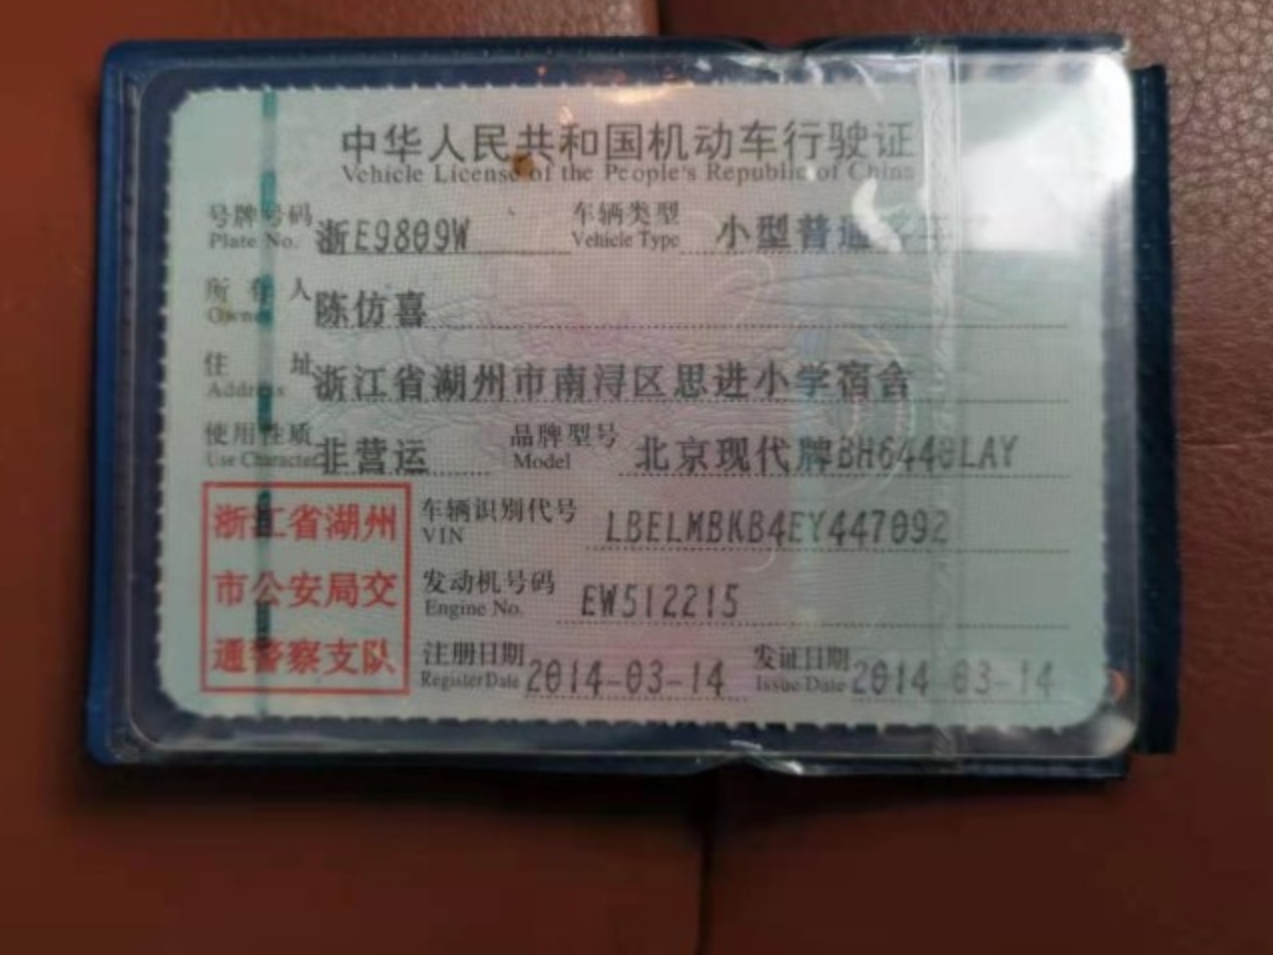 中华人民共和国机动车行驶证
Vehicle License of the People's Republic of China
号牌号码 浙E9809W 车辆类型 小型普通客车
Plate No. Vehicle Type
所有人 陈仿喜
Owner
住址 浙江省湖州市南浔区思进小学宿舍
Address
使用性质 非营运 品牌型号 北京现代牌BH6440LAY
Use Character Model
浙江省湖州
市公安局交
通警察支队
车辆识别代号 LBELMBKB4EY447092
VIN
发动机号码 EW512215
Engine No.
注册日期 2014-03-14 发证日期 2014-03-14
Register Date Issue Date